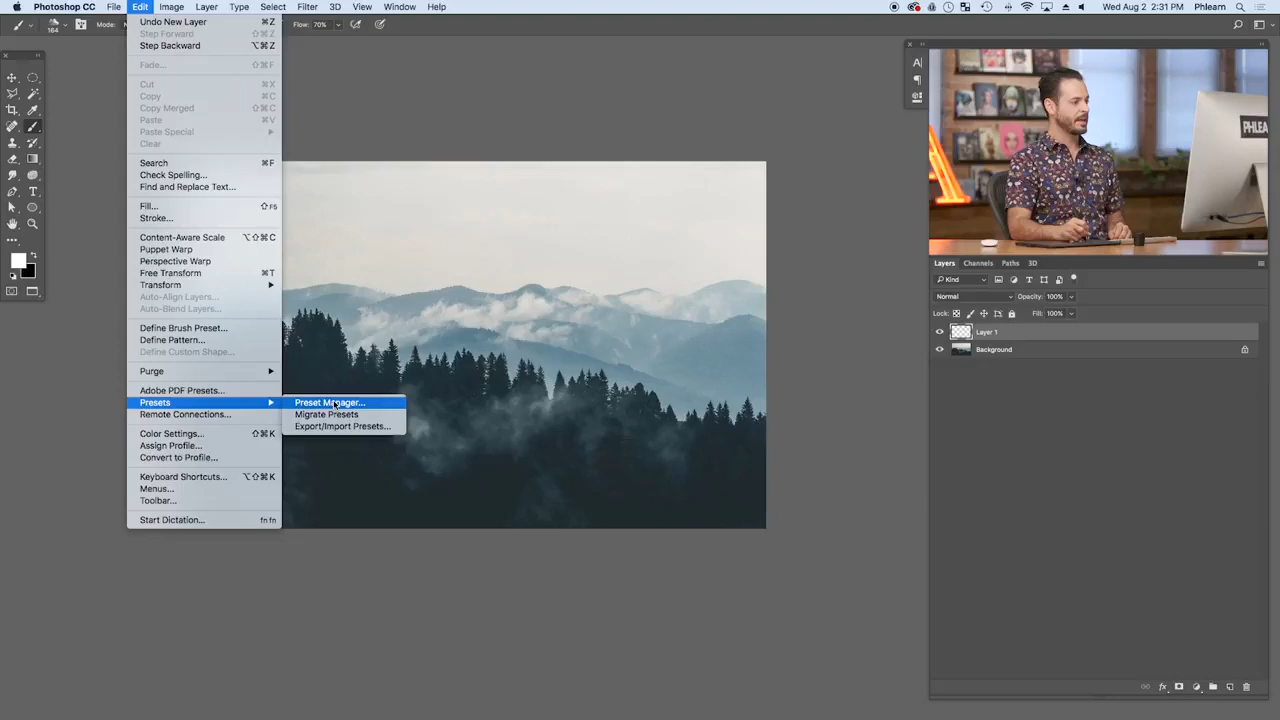 Photoshop CC File Edit Image Layer Type Select Filter 3D View Window Help Wed Aug 2 2:31 PM Phlearn
164 Mode: Flow: 70%
Undo New Layer ⌘Z
Step Forward ⇧⌘Z
Step Backward ⌥⌘Z
Fade... ⇧⌘F
Cut ⌘X
Copy ⌘C
Copy Merged ⇧⌘C
Paste ⌘V
Paste Special
Clear
Search ⌘F
Check Spelling...
Find and Replace Text...
Fill... ⇧F5
Stroke...
Content-Aware Scale ⌥⇧⌘C
Puppet Warp
Perspective Warp
Free Transform ⌘T
Transform
Auto-Align Layers...
Auto-Blend Layers...
Define Brush Preset...
Define Pattern...
Define Custom Shape...
Purge
Adobe PDF Presets...
Presets
Remote Connections...
Color Settings... ⇧⌘K
Assign Profile...
Convert to Profile...
Keyboard Shortcuts... ⌥⇧⌘K
Menus...
Toolbar...
Start Dictation... fn fn
Preset Manager...
Migrate Presets
Export/Import Presets...
PHLEA
Layers Channels Paths 3D
Kind
Normal Opacity: 100%
Lock: Fill: 100%
Layer 1
Background